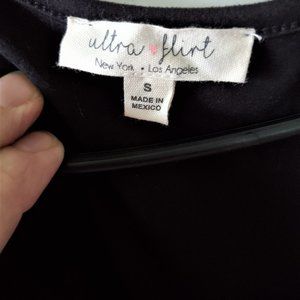 ultra flirt
New York • Los Angeles
S
MADE IN
MEXICO